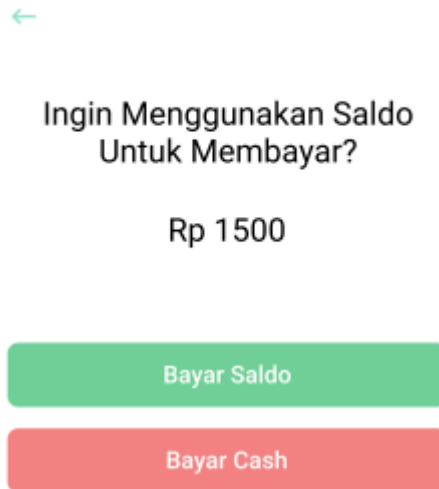 Ingin Menggunakan Saldo
Untuk Membayar?
Rp 1500
Bayar Saldo
Bayar Cash